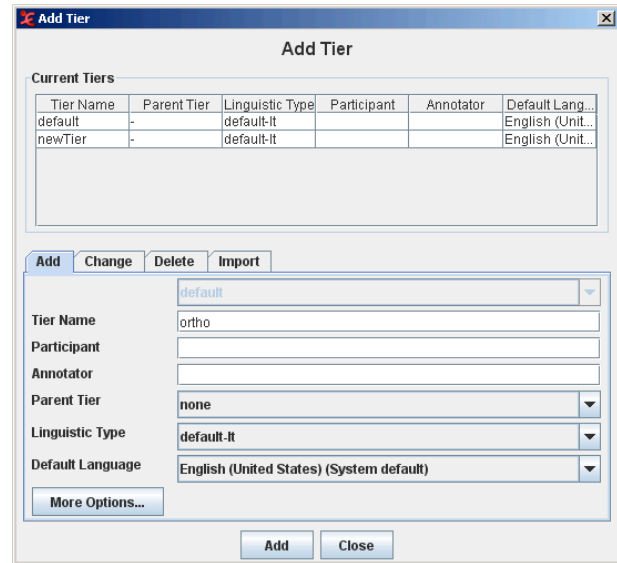 Add Tier
Add Tier
Current Tiers
Tier Name Parent Tier Linguistic Type Participant Annotator Default Lang...
default - default-lt English (Unit...
newTier - default-lt English (Unit...
Add Change Delete Import
default
Tier Name ortho
Participant
Annotator
Parent Tier none
Linguistic Type default-lt
Default Language English (United States) (System default)
More Options...
Add Close